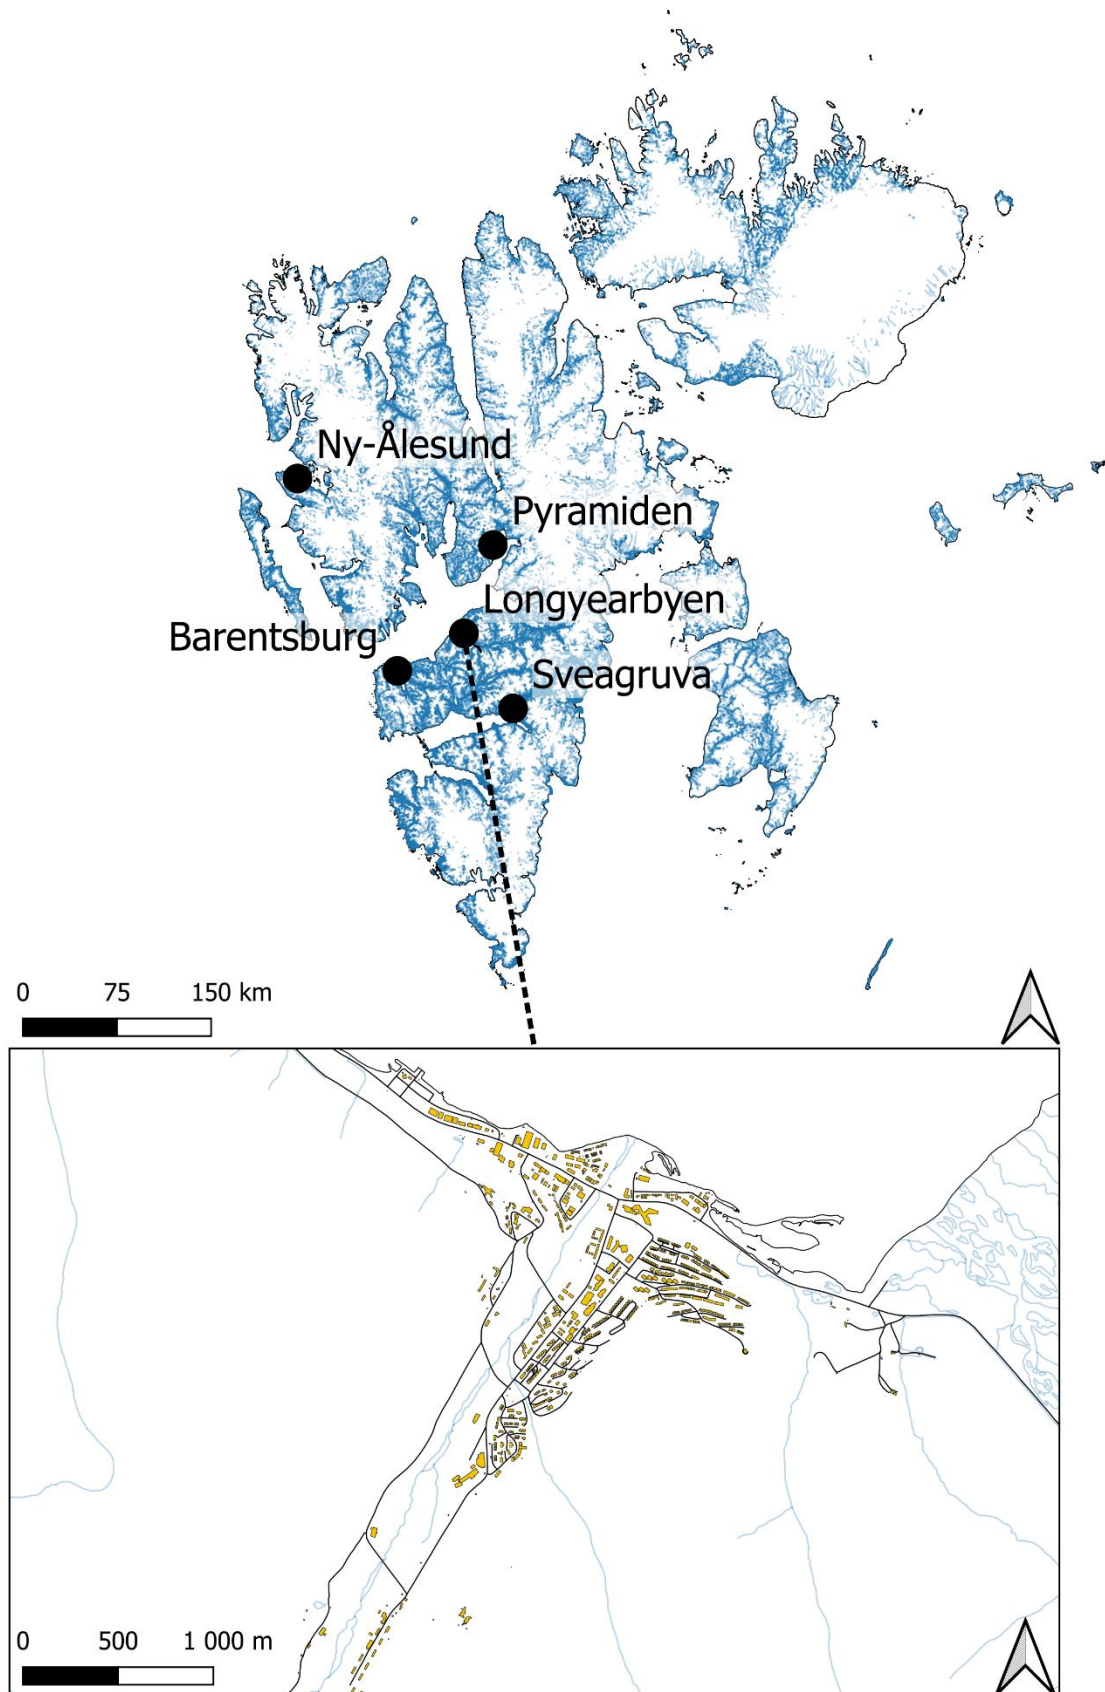 Ny-Ålesund
Pyramiden
Longyearbyen
Barentsburg
Sveagruva
0 75 150 km
0 500 1 000 m